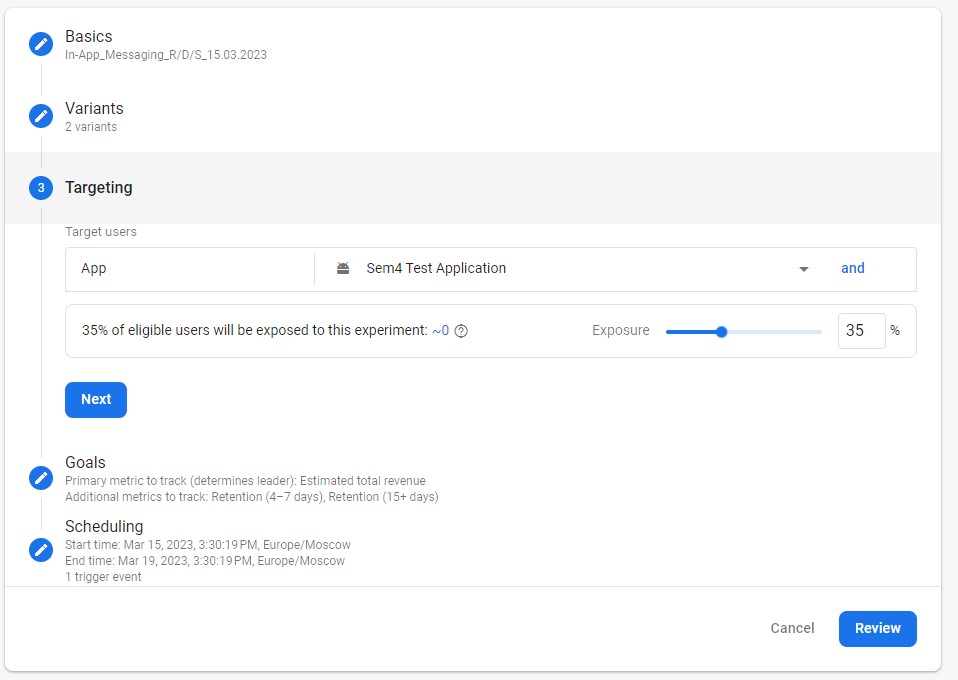 Basics
In-App_Messaging_R/D/S_15.03.2023
Variants
2 variants
3 Targeting
Target users
App Sem4 Test Application and
35% of eligible users will be exposed to this experiment: ~0 ? Exposure 35 %
Next
Goals
Primary metric to track (determines leader): Estimated total revenue
Additional metrics to track: Retention (4–7 days), Retention (15+ days)
Scheduling
Start time: Mar 15, 2023, 3:30:19 PM, Europe/Moscow
End time: Mar 19, 2023, 3:30:19 PM, Europe/Moscow
1 trigger event
Cancel Review